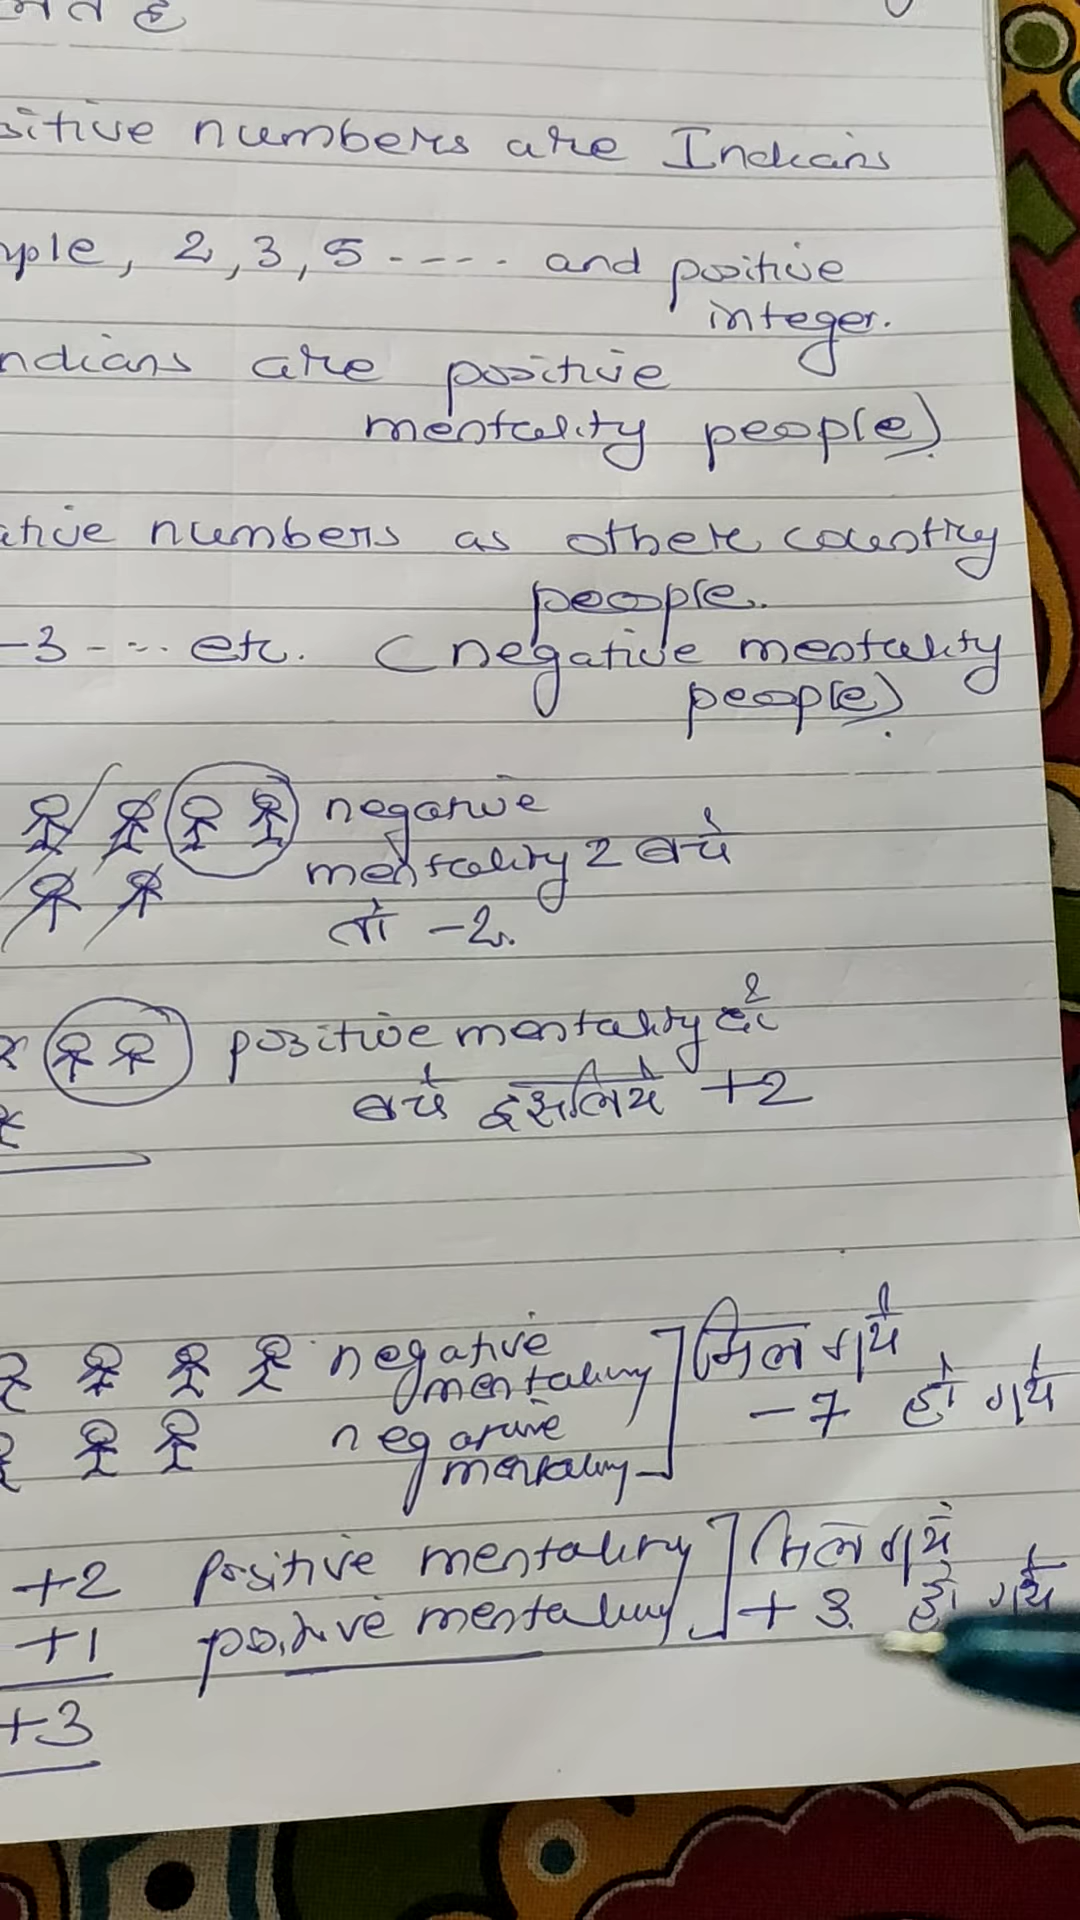 sitive numbers are Indians
mple, 2, 3, 5 ---- and positive
integer.
ndians are positive
mentality people)
ative numbers as other country
people.
-3 --- etc. (negative mentality
people)
negative
mentality 2 बचे
तो -2.
positive mentality के 2
बचे इसलिये +2
negative
mentality
मिल गये
negative
mentality
-7 हो गये
+2 positive mentality
मिल गये
+1 positive mentality
+3. हो गये
+3